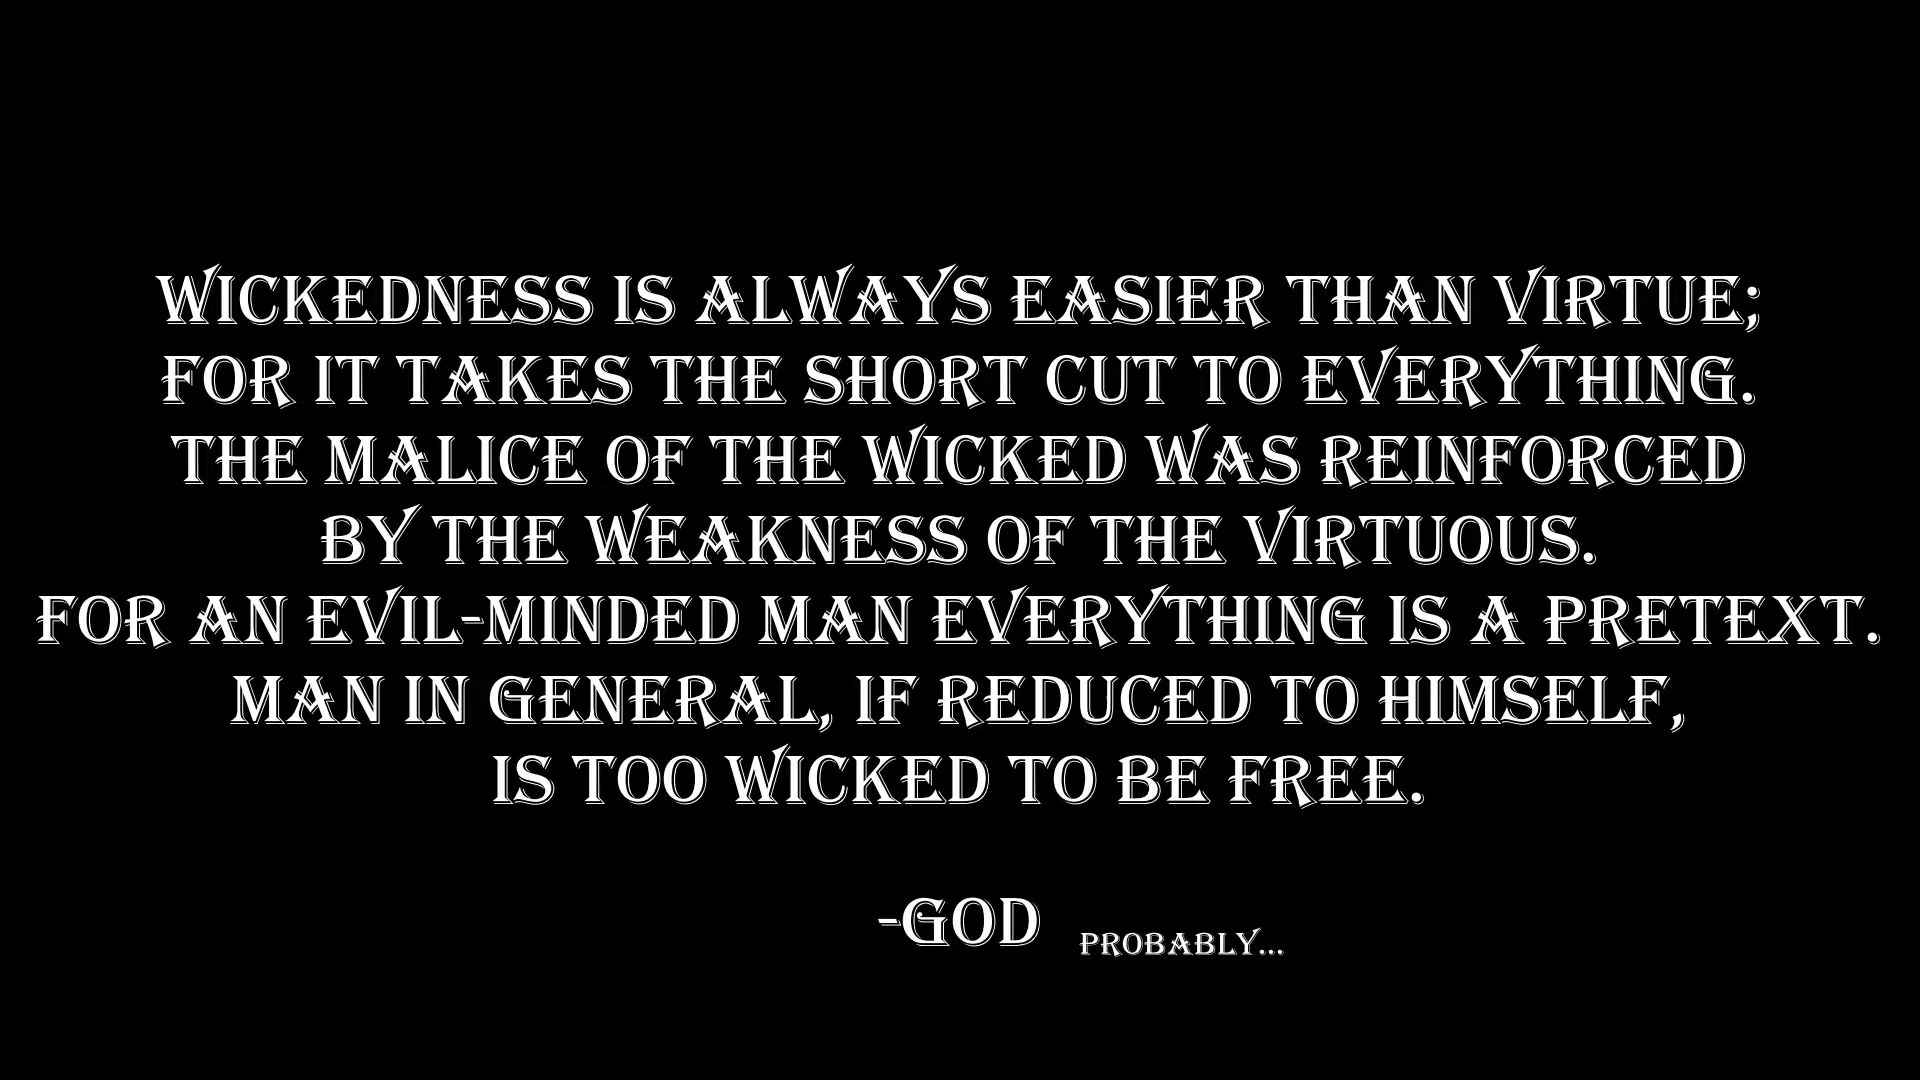 WICKEDNESS IS ALWAYS EASIER THAN VIRTUE;
FOR IT TAKES THE SHORT CUT TO EVERYTHING.
THE MALICE OF THE WICKED WAS REINFORCED
BY THE WEAKNESS OF THE VIRTUOUS.
FOR AN EVIL-MINDED MAN EVERYTHING IS A PRETEXT.
MAN IN GENERAL, IF REDUCED TO HIMSELF,
IS TOO WICKED TO BE FREE.
-GOD PROBABLY...